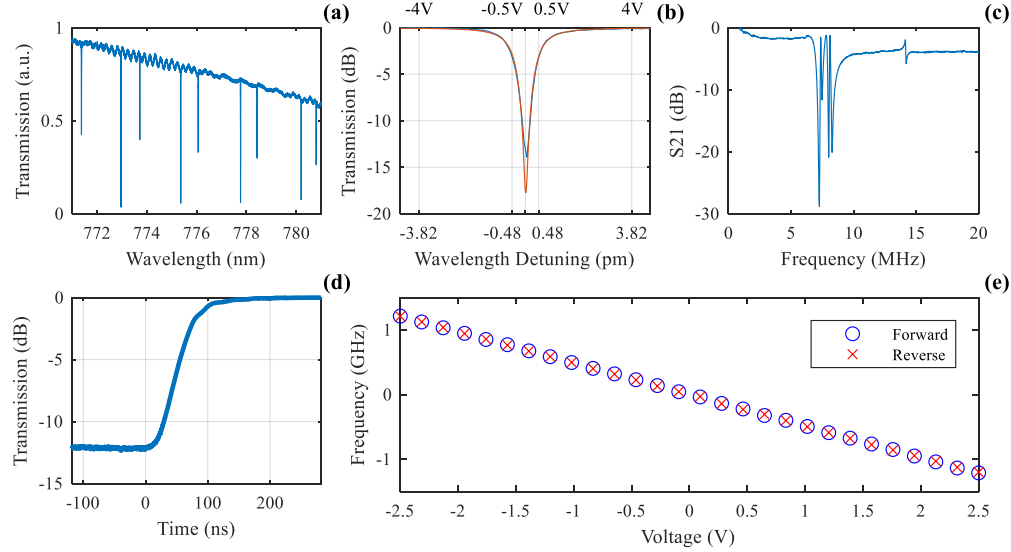 (a)
Transmission (a.u.)
1
0.5
0
772 774 776 778 780
Wavelength (nm)
(b)
-4V -0.5V 0.5V 4V
Transmission (dB)
0
-5
-10
-15
-20
-3.82 -0.48 0.48 3.82
Wavelength Detuning (pm)
(c)
S21 (dB)
0
-10
-20
-30
0 5 10 15 20
Frequency (MHz)
(d)
Transmission (dB)
0
-5
-10
-15
-100 0 100 200
Time (ns)
(e)
Frequency (GHz)
1
0
-1
Forward
Reverse
-2.5 -2 -1.5 -1 -0.5 0 0.5 1 1.5 2 2.5
Voltage (V)